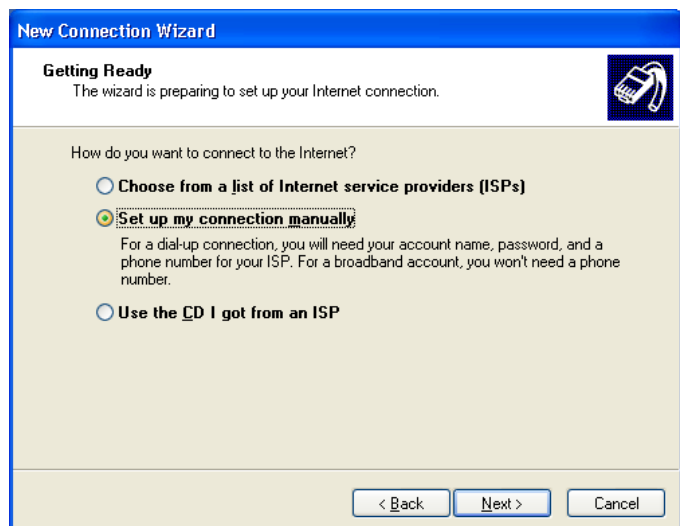 New Connection Wizard
Getting Ready
The wizard is preparing to set up your Internet connection.
How do you want to connect to the Internet?
Choose from a list of Internet service providers (ISPs)
Set up my connection manually
For a dial-up connection, you will need your account name, password, and a
phone number for your ISP. For a broadband account, you won't need a phone
number.
Use the CD I got from an ISP
< Back Next > Cancel